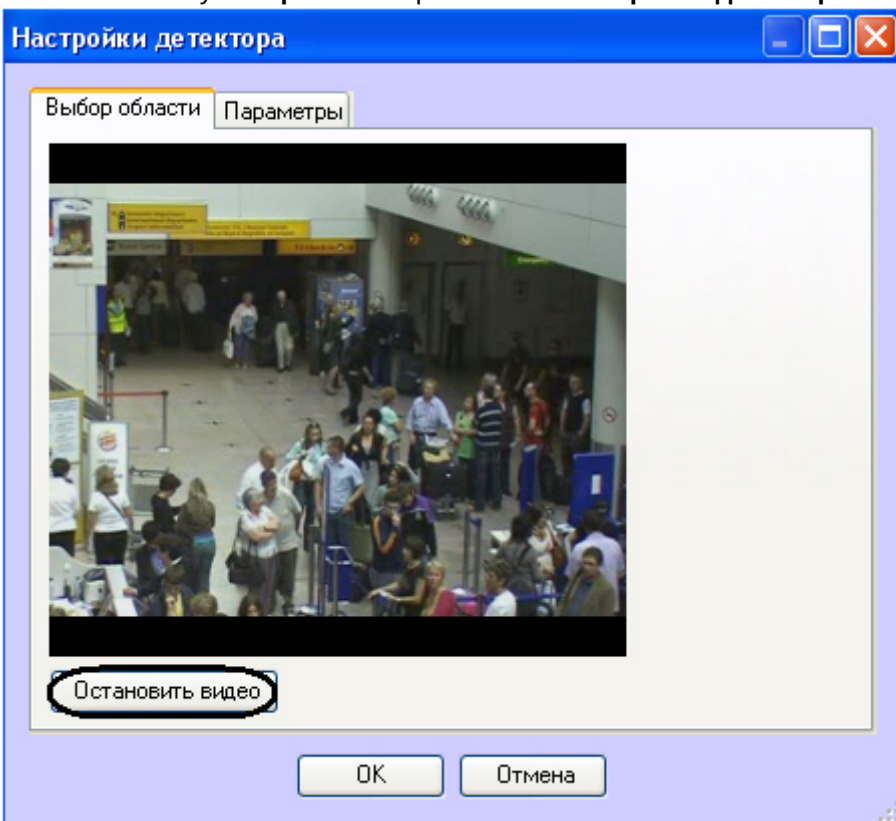 Настройки детектора
Выбор области
Параметры
Остановить видео
OK
Отмена